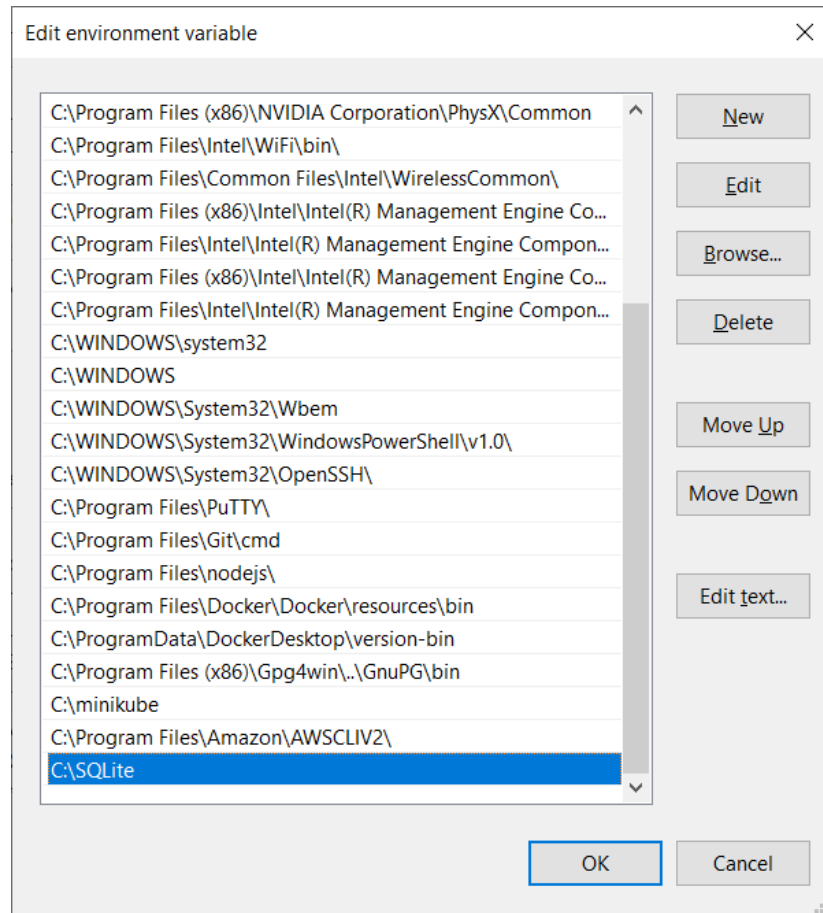 Edit environment variable
C:\Program Files (x86)\NVIDIA Corporation\PhysX\Common
C:\Program Files\Intel\WiFi\bin\
C:\Program Files\Common Files\Intel\WirelessCommon\
C:\Program Files (x86)\Intel\Intel(R) Management Engine Co...
C:\Program Files\Intel\Intel(R) Management Engine Compon...
C:\Program Files (x86)\Intel\Intel(R) Management Engine Co...
C:\Program Files\Intel\Intel(R) Management Engine Compon...
C:\WINDOWS\system32
C:\WINDOWS
C:\WINDOWS\System32\Wbem
C:\WINDOWS\System32\WindowsPowerShell\v1.0\
C:\WINDOWS\System32\OpenSSH\
C:\Program Files\PuTTY\
C:\Program Files\Git\cmd
C:\Program Files\nodejs\
C:\Program Files\Docker\Docker\resources\bin
C:\ProgramData\DockerDesktop\version-bin
C:\Program Files (x86)\Gpg4win\..\GnuPG\bin
C:\minikube
C:\Program Files\Amazon\AWSCLIV2\
C:\SQLite
New
Edit
Browse...
Delete
Move Up
Move Down
Edit text...
OK
Cancel